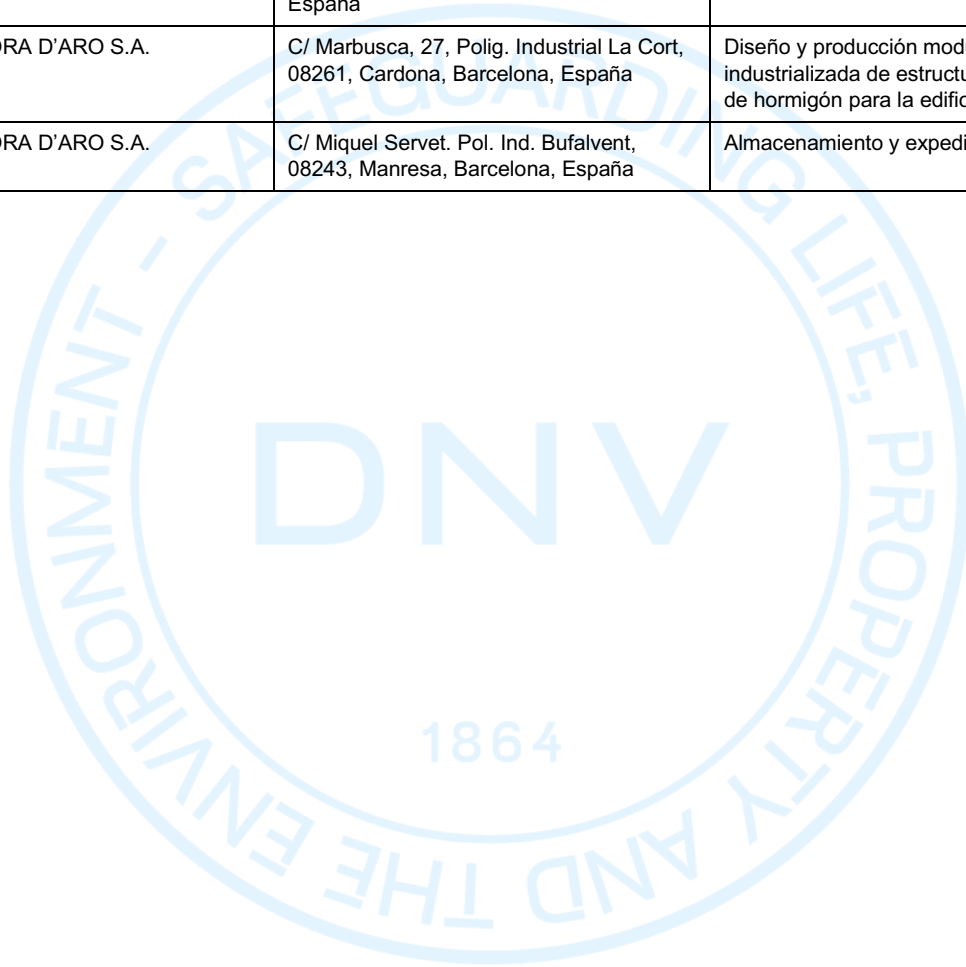 España
ORA D’ARO S.A.
C/ Marbusca, 27, Polig. Industrial La Cort,
08261, Cardona, Barcelona, España
Diseño y producción mod
industrializada de estructu
de hormigón para la edific
ORA D’ARO S.A.
C/ Miquel Servet. Pol. Ind. Bufalvent,
08243, Manresa, Barcelona, España
Almacenamiento y expedi
SAFEGUARDING LIFE, PROPERTY AND THE ENVIRONMENT -
DNV
1864